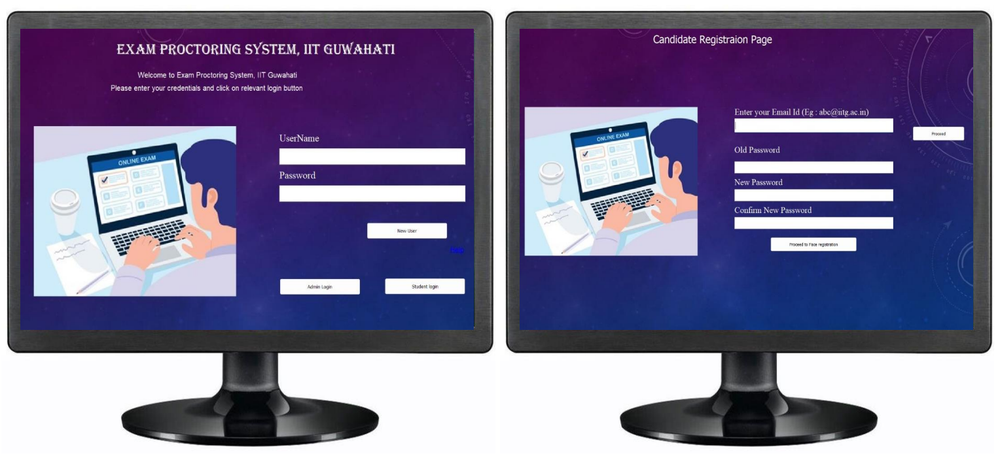 EXAM PROCTORING SYSTEM, IIT GUWAHATI
Welcome to Exam Proctoring System, IIT Guwahati
Please enter your credentials and click on relevant login button
ONLINE EXAM
UserName
Password
New User
Help
Admin Login
Student login
Candidate Registraion Page
ONLINE EXAM
Enter your Email Id (Eg : abc@iitg.ac.in)
Proceed
Old Password
New Password
Confirm New Password
Proceed to Face registration